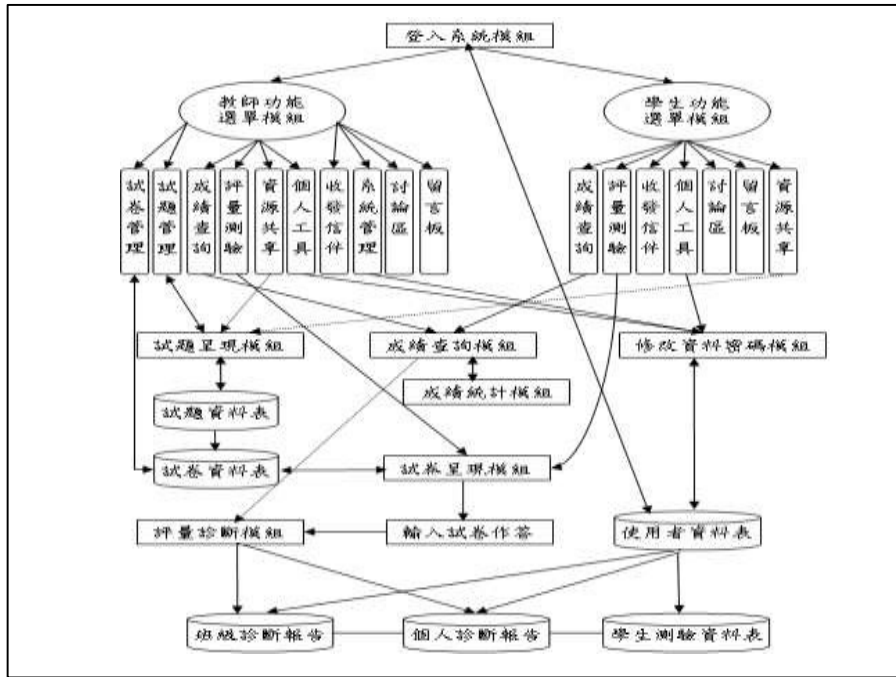 登入系統模組
教師功能
選單模組
學生功能
選單模組
試卷管理
試題管理
成績查詢
評量測驗
資源共享
個人工具
收發信件
系統管理
討論區
留言板
成績查詢
評量測驗
收發信件
個人工具
討論區
留言板
資源共享
試題呈現模組
成績查詢模組
修改資料密碼模組
成績統計模組
試題資料表
試卷資料表
試卷呈現模組
評量診斷模組
輸入試卷作答
使用者資料表
班級診斷報告
個人診斷報告
學生測驗資料表